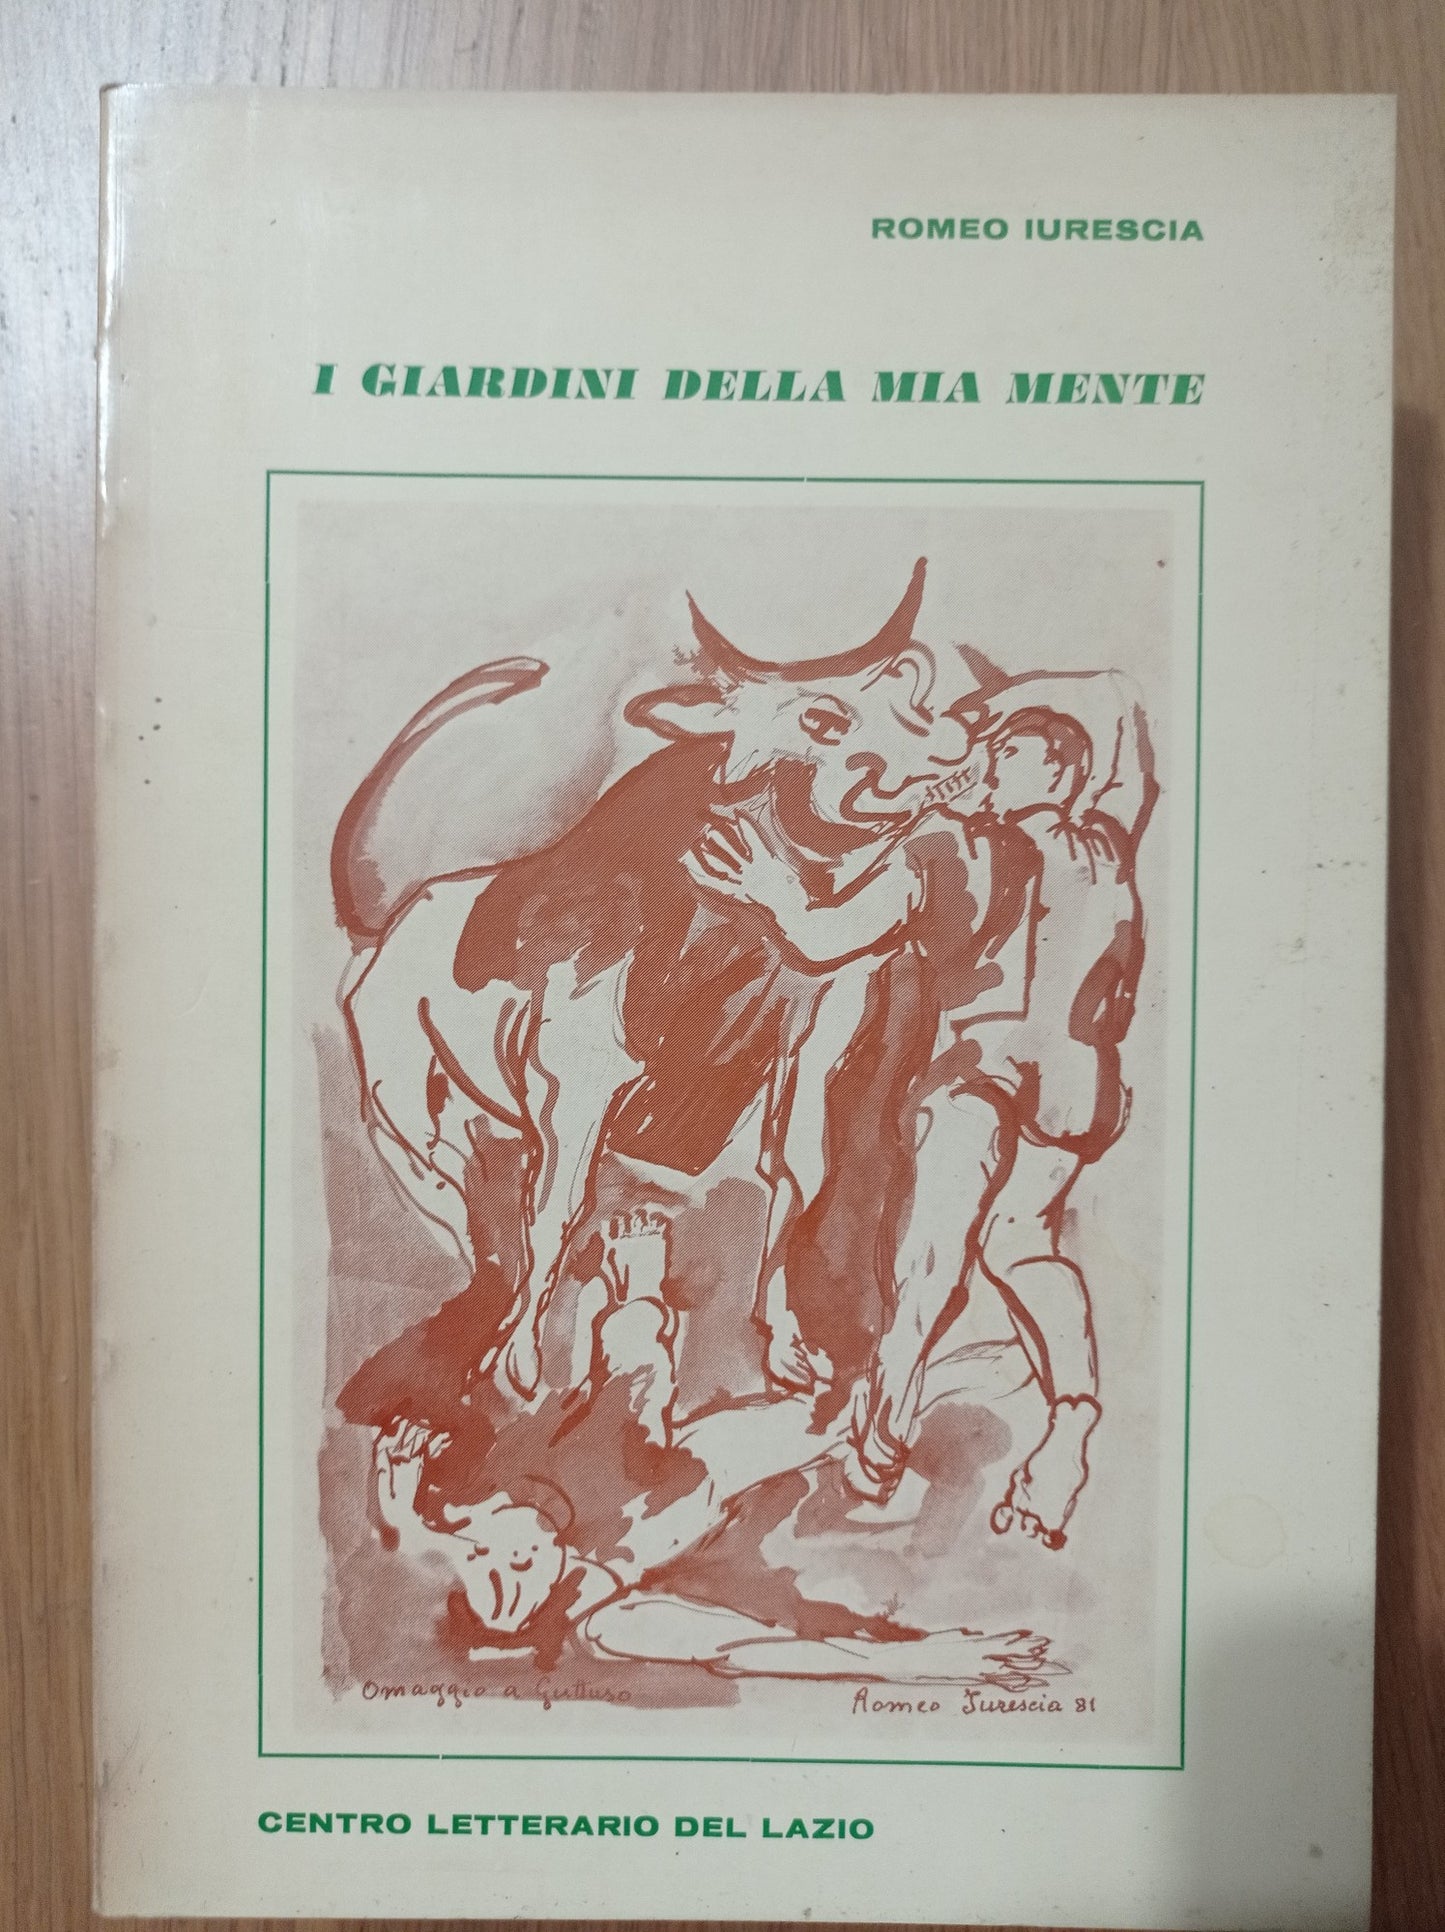 ROMEO IURESCIA
I GIARDINI DELLA MIA MENTE
Omaggio a Guttuso
Romeo Iurescia 81
CENTRO LETTERARIO DEL LAZIO